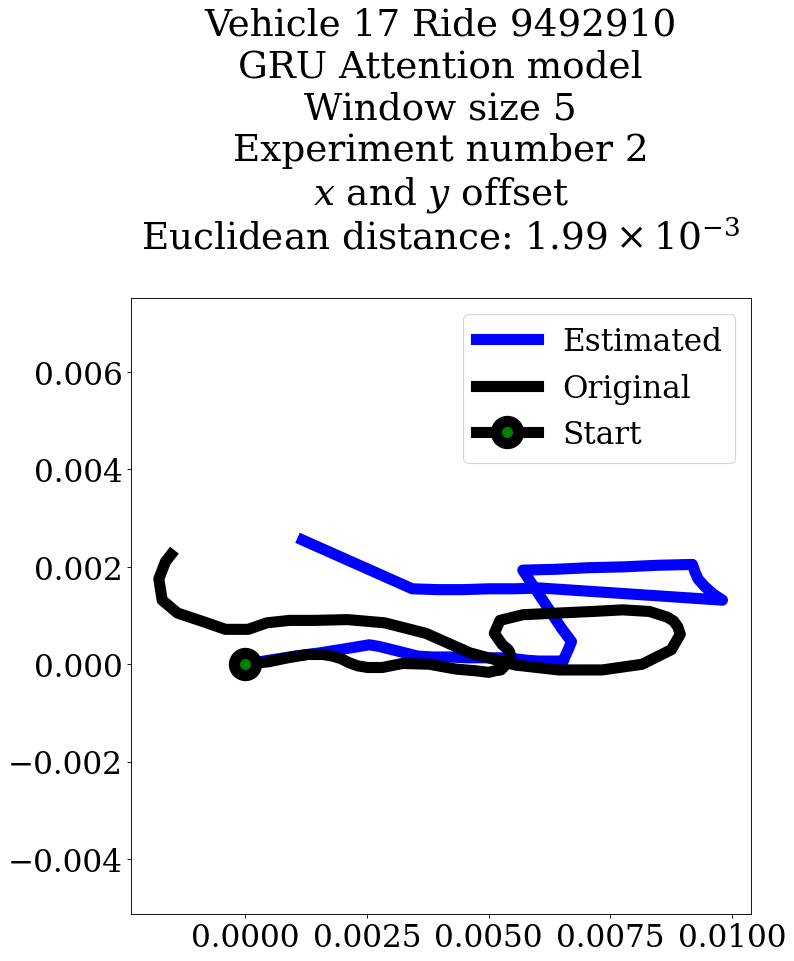 Vehicle 17 Ride 9492910
GRU Attention model
Window size 5
Experiment number 2
x and y offset
Euclidean distance: 1.99 × 10⁻³
Estimated
Original
Start
0.006
0.004
0.002
0.000
−0.002
−0.004
0.0000 0.0025 0.0050 0.0075 0.0100